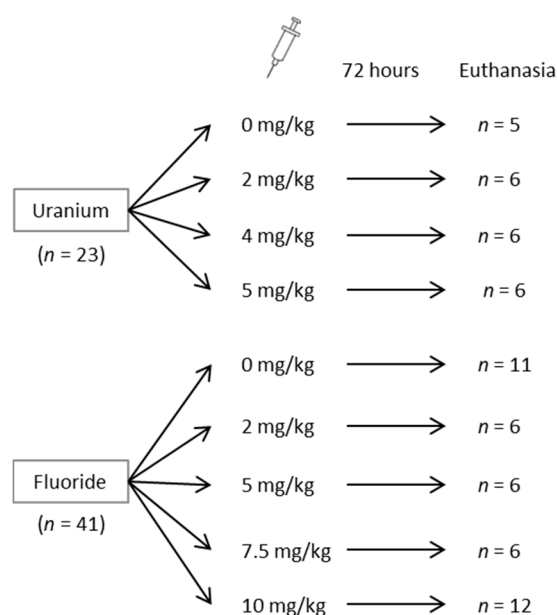 72 hours Euthanasia
0 mg/kg n = 5
2 mg/kg n = 6
Uranium
4 mg/kg n = 6
(n = 23)
5 mg/kg n = 6
0 mg/kg n = 11
2 mg/kg n = 6
Fluoride
5 mg/kg n = 6
(n = 41)
7.5 mg/kg n = 6
10 mg/kg n = 12